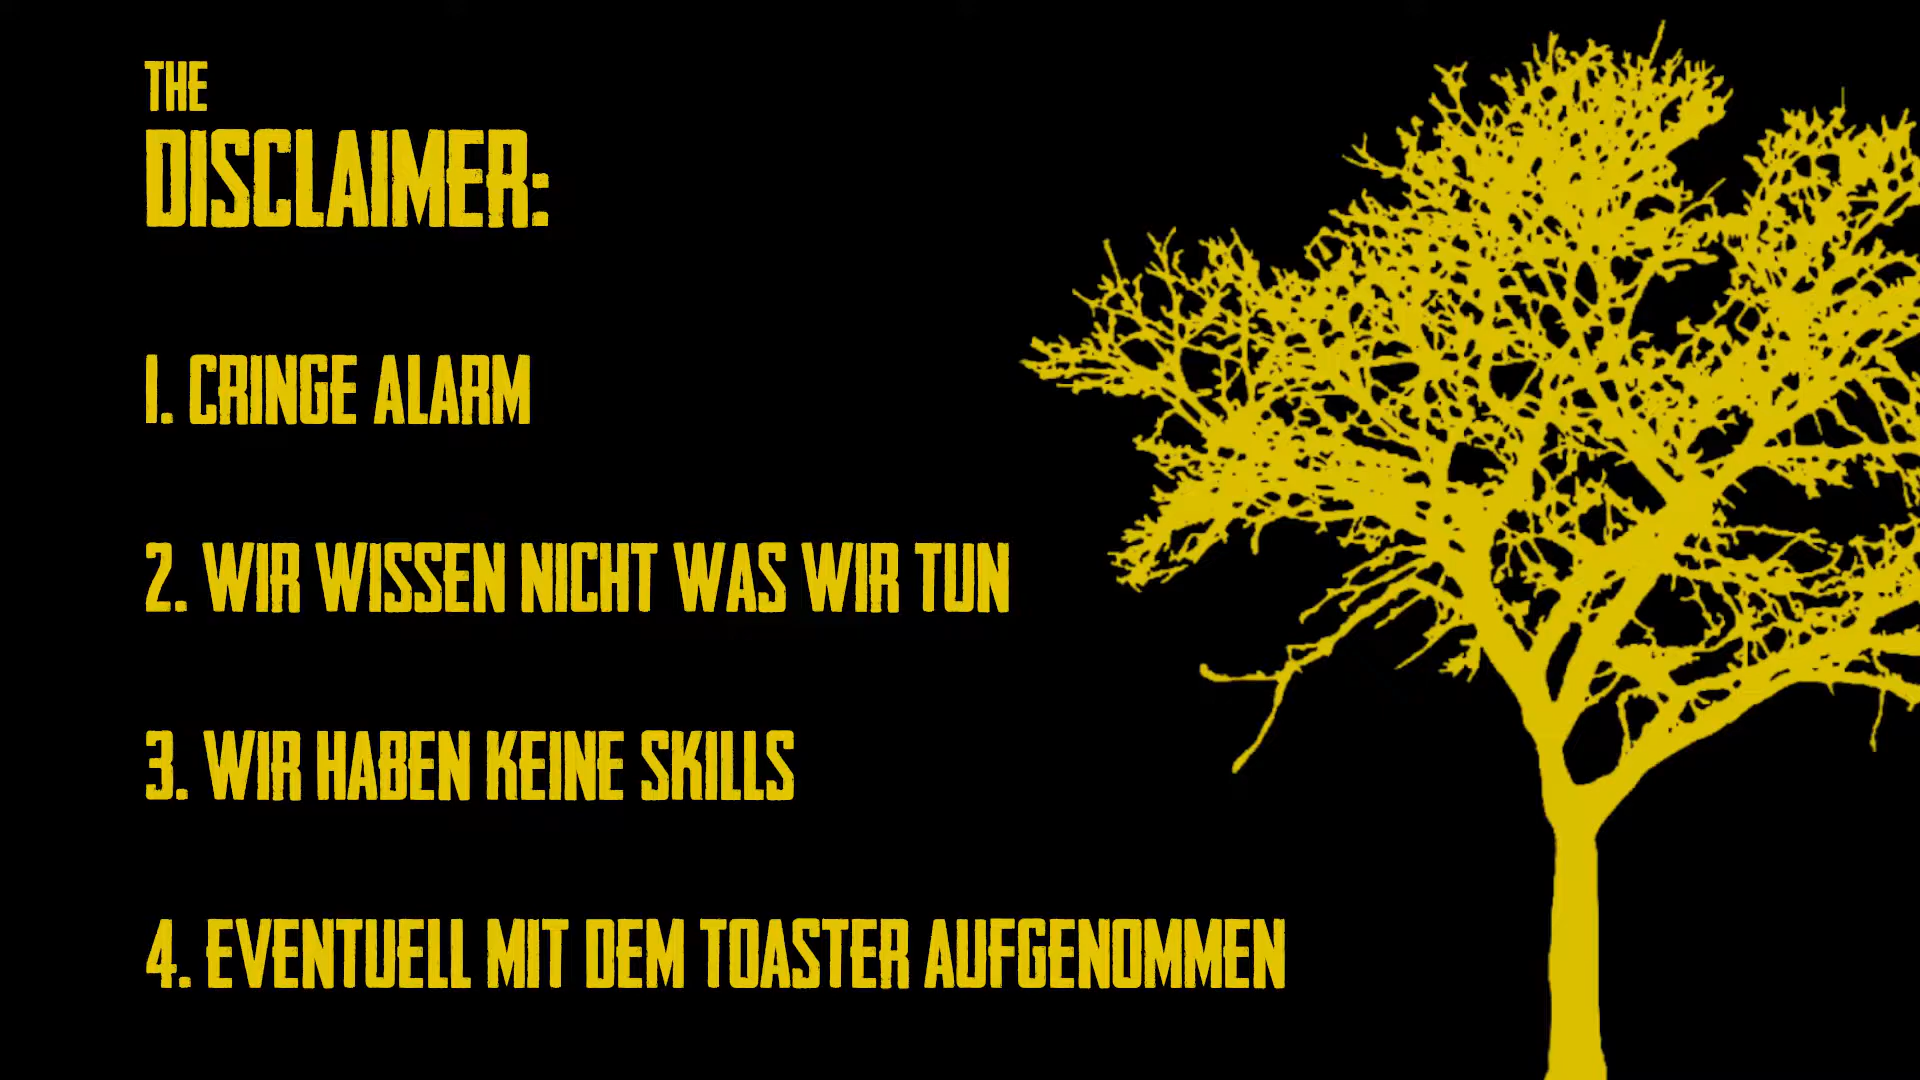 THE
DISCLAIMER:
1. CRINGE ALARM
2. WIR WISSEN NICHT WAS WIR TUN
3. WIR HABEN KEINE SKILLS
4. EVENTUELL MIT DEM TOASTER AUFGENOMMEN